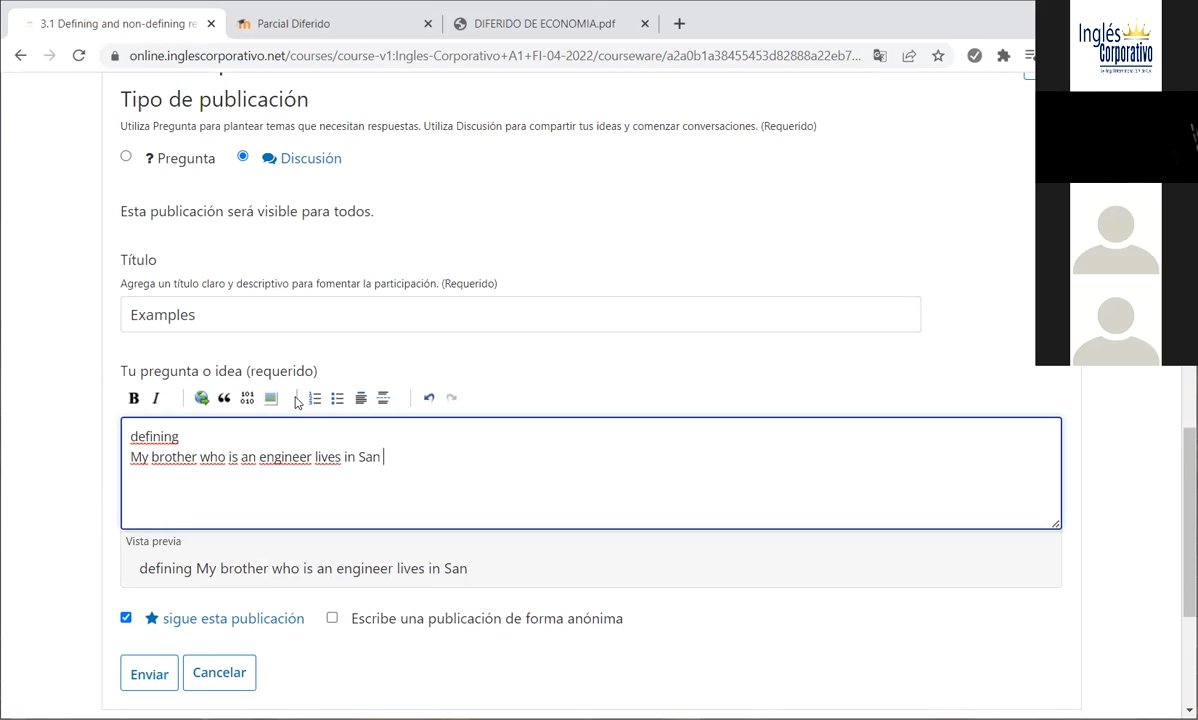 3.1 Defining and non-defining re
Parcial Diferido
DIFERIDO DE ECONOMIA.pdf
online.inglescorporativo.net/courses/course-v1:Ingles-Corporativo+A1+FI-04-2022/courseware/a2a0b1a38455453d82888a22eb7...
Inglés
Corporativo
Tipo de publicación
Utiliza Pregunta para plantear temas que necesitan respuestas. Utiliza Discusión para compartir tus ideas y comenzar conversaciones. (Requerido)
? Pregunta
Discusión
Esta publicación será visible para todos.
Título
Agrega un título claro y descriptivo para fomentar la participación. (Requerido)
Examples
Tu pregunta o idea (requerido)
B I
101
010
defining
My brother who is an engineer lives in San
Vista previa
defining My brother who is an engineer lives in San
sigue esta publicación
Escribe una publicación de forma anónima
Enviar
Cancelar